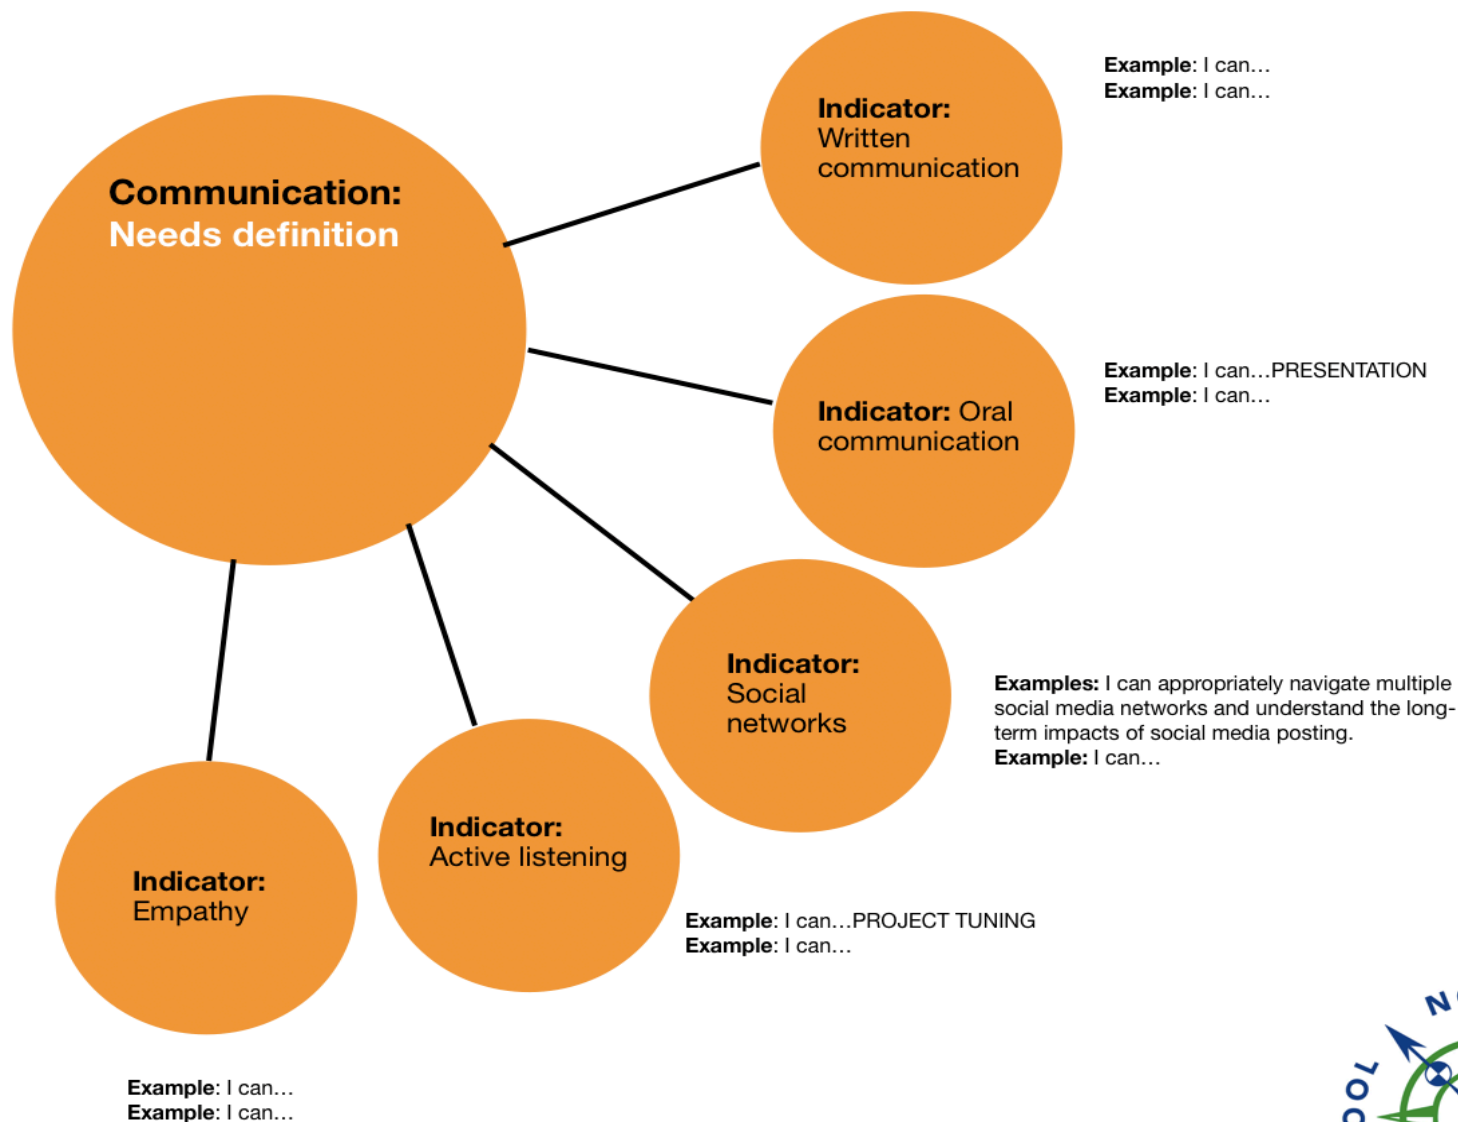 Communication:
Needs definition
Indicator:
Written
communication
Example: I can…
Example: I can…
Indicator: Oral
communication
Example: I can…PRESENTATION
Example: I can…
Indicator:
Social
networks
Examples: I can appropriately navigate multiple
social media networks and understand the long-
term impacts of social media posting.
Example: I can…
Indicator:
Active listening
Example: I can…PROJECT TUNING
Example: I can…
Indicator:
Empathy
Example: I can…
Example: I can…